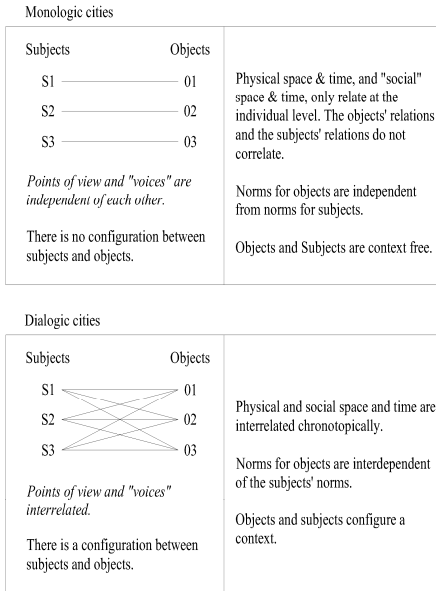 Monologic cities
Subjects Objects
S1 01
S2 02
S3 03
Points of view and "voices" are
independent of each other.
There is no configuration between
subjects and objects.
Physical space & time, and "social"
space & time, only relate at the
individual level. The objects' relations
and the subjects' relations do not
correlate.
Norms for objects are independent
from norms for subjects.
Objects and Subjects are context free.
Dialogic cities
Subjects Objects
S1 01
S2 02
S3 03
Points of view and "voices"
interrelated.
There is a configuration between
subjects and objects.
Physical and social space and time are
interrelated chronotopically.
Norms for objects are interdependent
of the subjects' norms.
Objects and subjects configure a
context.